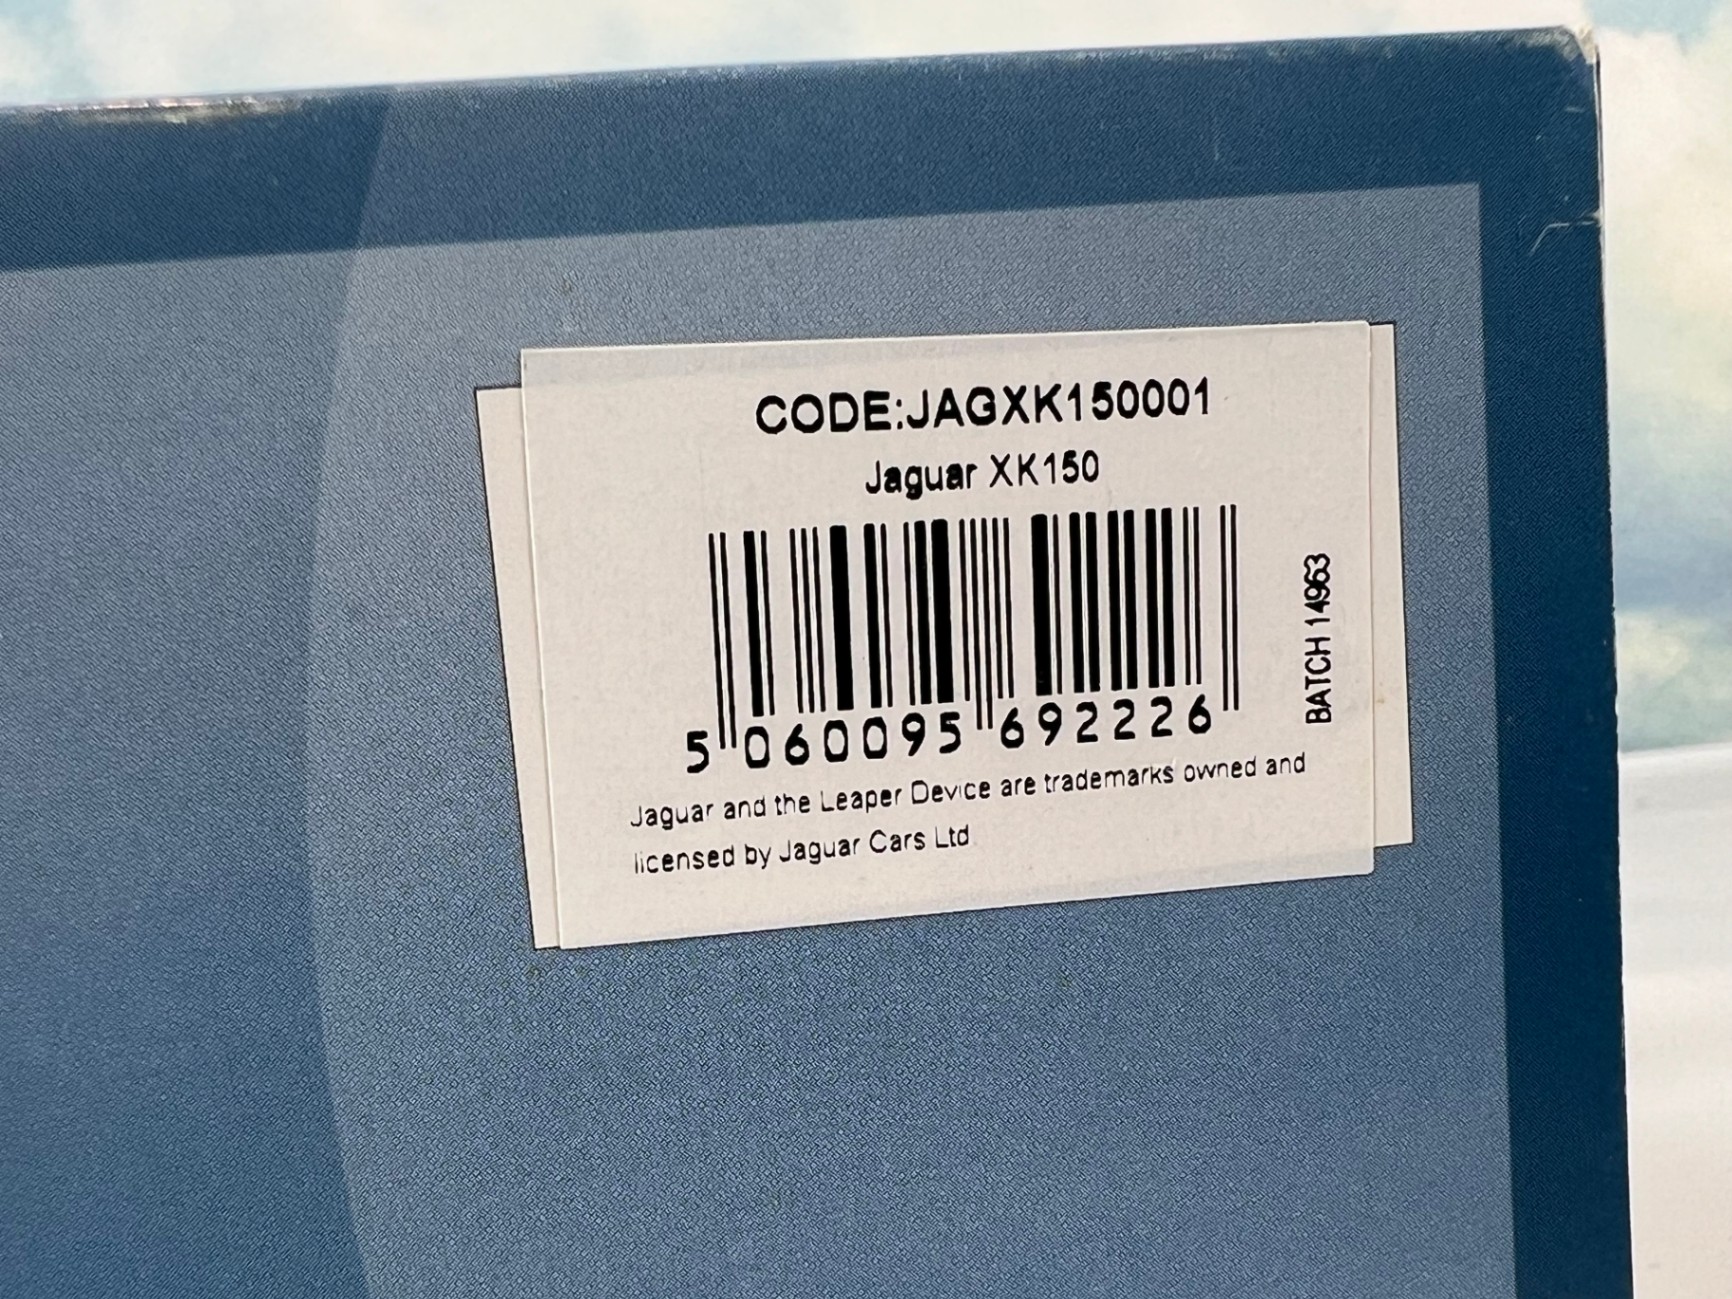 CODE:JAGXK150001
Jaguar XK150
5 060095 692226
BATCH 14963
Jaguar and the Leaper Device are trademarks owned and
licensed by Jaguar Cars Ltd